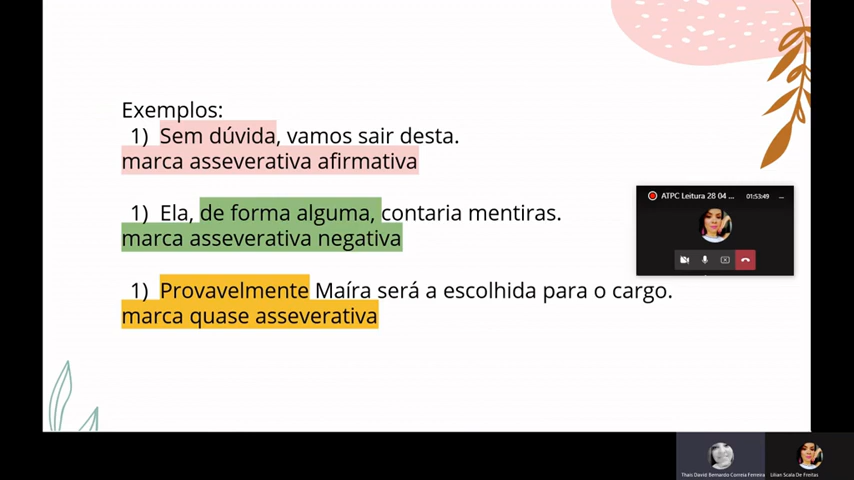 Exemplos:
1) Sem dúvida, vamos sair desta.
marca asseverativa afirmativa
1) Ela, de forma alguma, contaria mentiras.
marca asseverativa negativa
1) Provavelmente Maíra será a escolhida para o cargo.
marca quase asseverativa
ATPC Leitura 28 04 ... 01:53:49 ...
Thais David Bernardo Correia Ferreira
Lilian Scala De Freitas